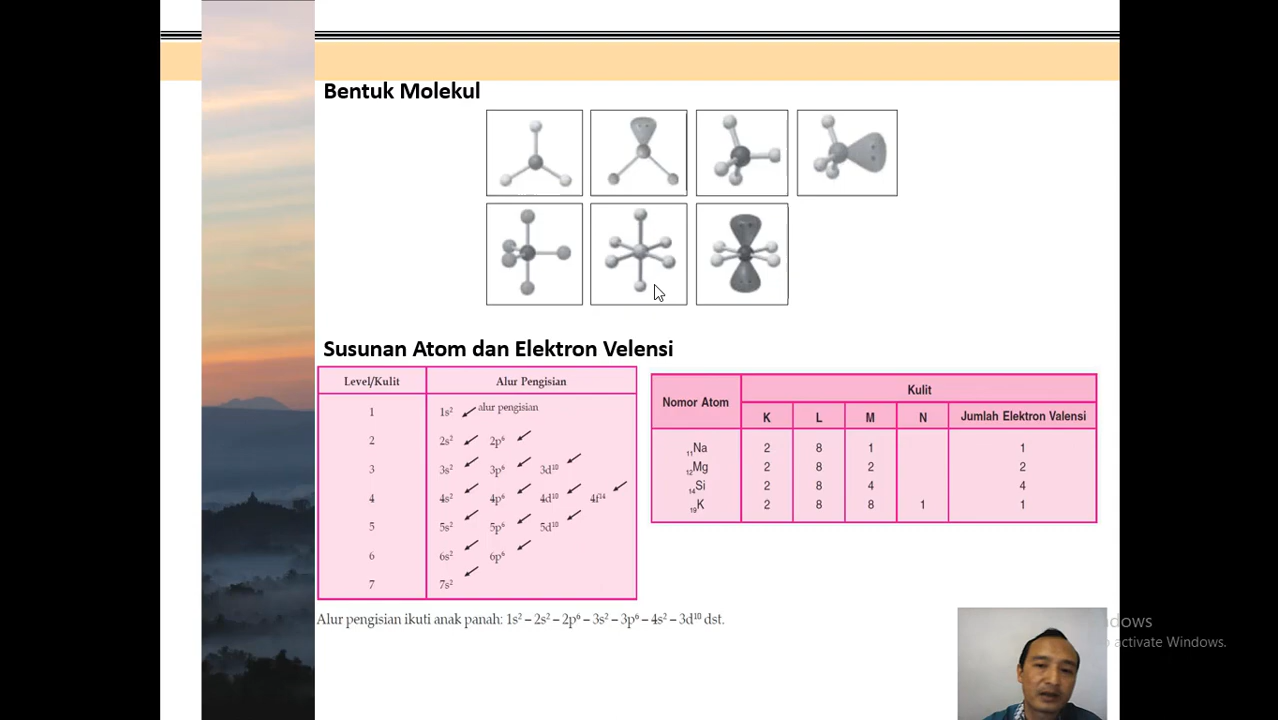 Bentuk Molekul
Susunan Atom dan Elektron Velensi
Level/Kulit Alur Pengisian
1 1s² alur pengisian
2 2s² 2p⁶
3 3s² 3p⁶ 3d¹⁰
4 4s² 4p⁶ 4d¹⁰ 4f¹⁴
5 5s² 5p⁶ 5d¹⁰
6 6s² 6p⁶
7 7s²
Nomor Atom Kulit
K L M N Jumlah Elektron Valensi
₁₁Na 2 8 1 1
₁₂Mg 2 8 2 2
₁₄Si 2 8 4 4
₁₉K 2 8 8 1 1
Alur pengisian ikuti anak panah: 1s² – 2s² – 2p⁶ – 3s² – 3p⁶ – 4s² – 3d¹⁰ dst.
dows
o activate Windows.